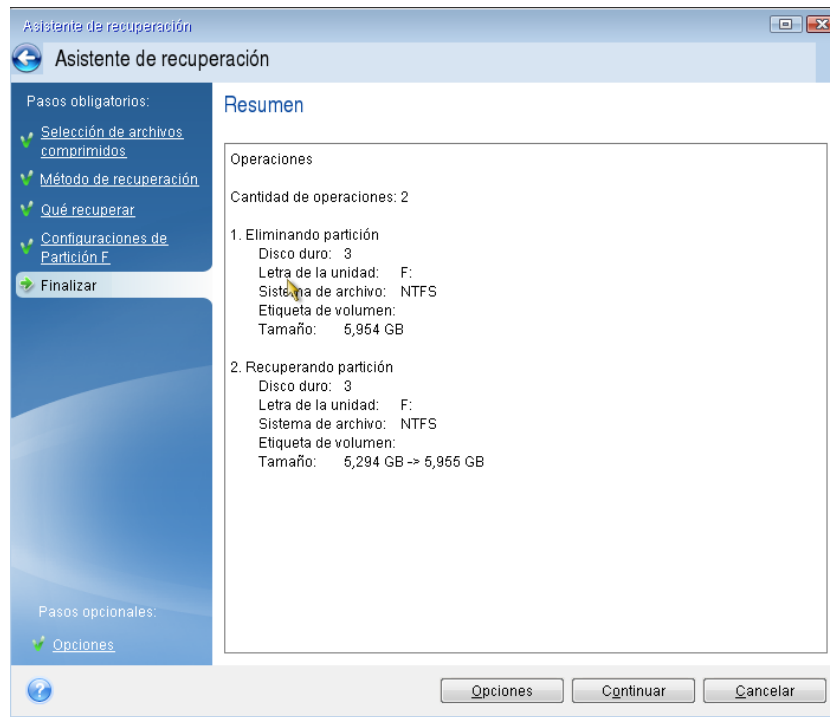 Asistente de recuperación
Asistente de recuperación
Pasos obligatorios:
Selección de archivos
comprimidos
Método de recuperación
Qué recuperar
Configuraciones de
Partición F
Finalizar
Pasos opcionales:
Opciones
Resumen
Operaciones
Cantidad de operaciones: 2
1. Eliminando partición
Disco duro: 3
Letra de la unidad: F:
Sistema de archivo: NTFS
Etiqueta de volumen:
Tamaño: 5,954 GB
2. Recuperando partición
Disco duro: 3
Letra de la unidad: F:
Sistema de archivo: NTFS
Etiqueta de volumen:
Tamaño: 5,294 GB -> 5,955 GB
?
Opciones
Continuar
Cancelar